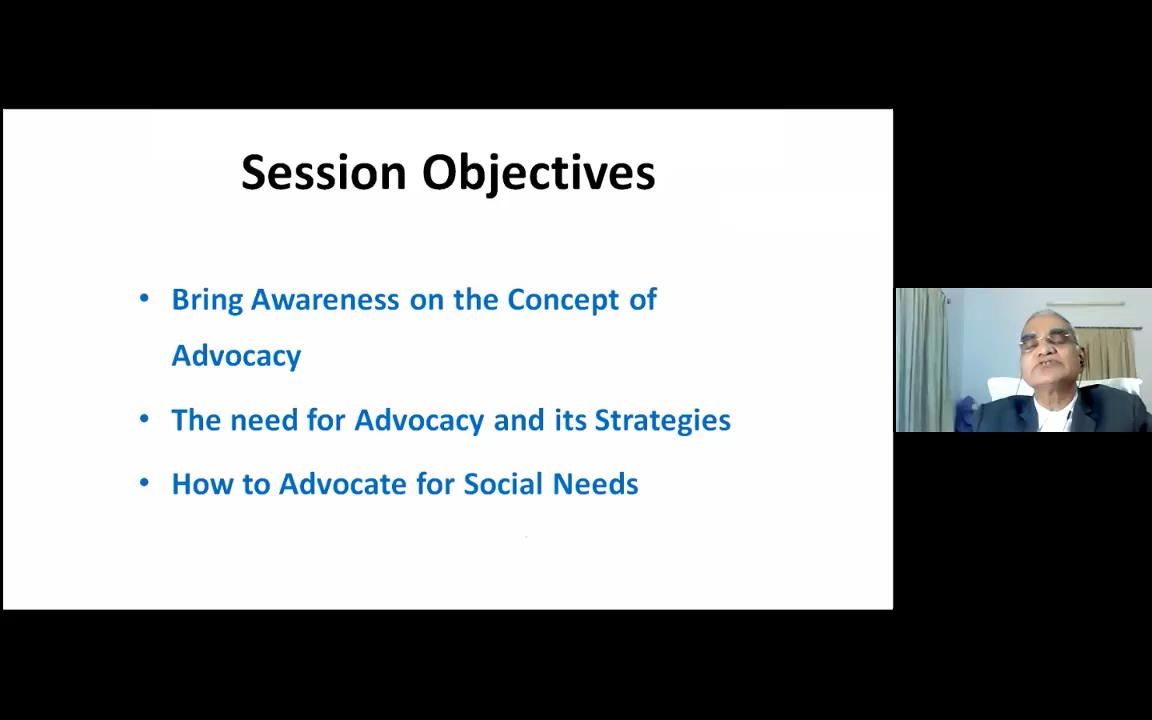 Session Objectives
• Bring Awareness on the Concept of
Advocacy
• The need for Advocacy and its Strategies
• How to Advocate for Social Needs